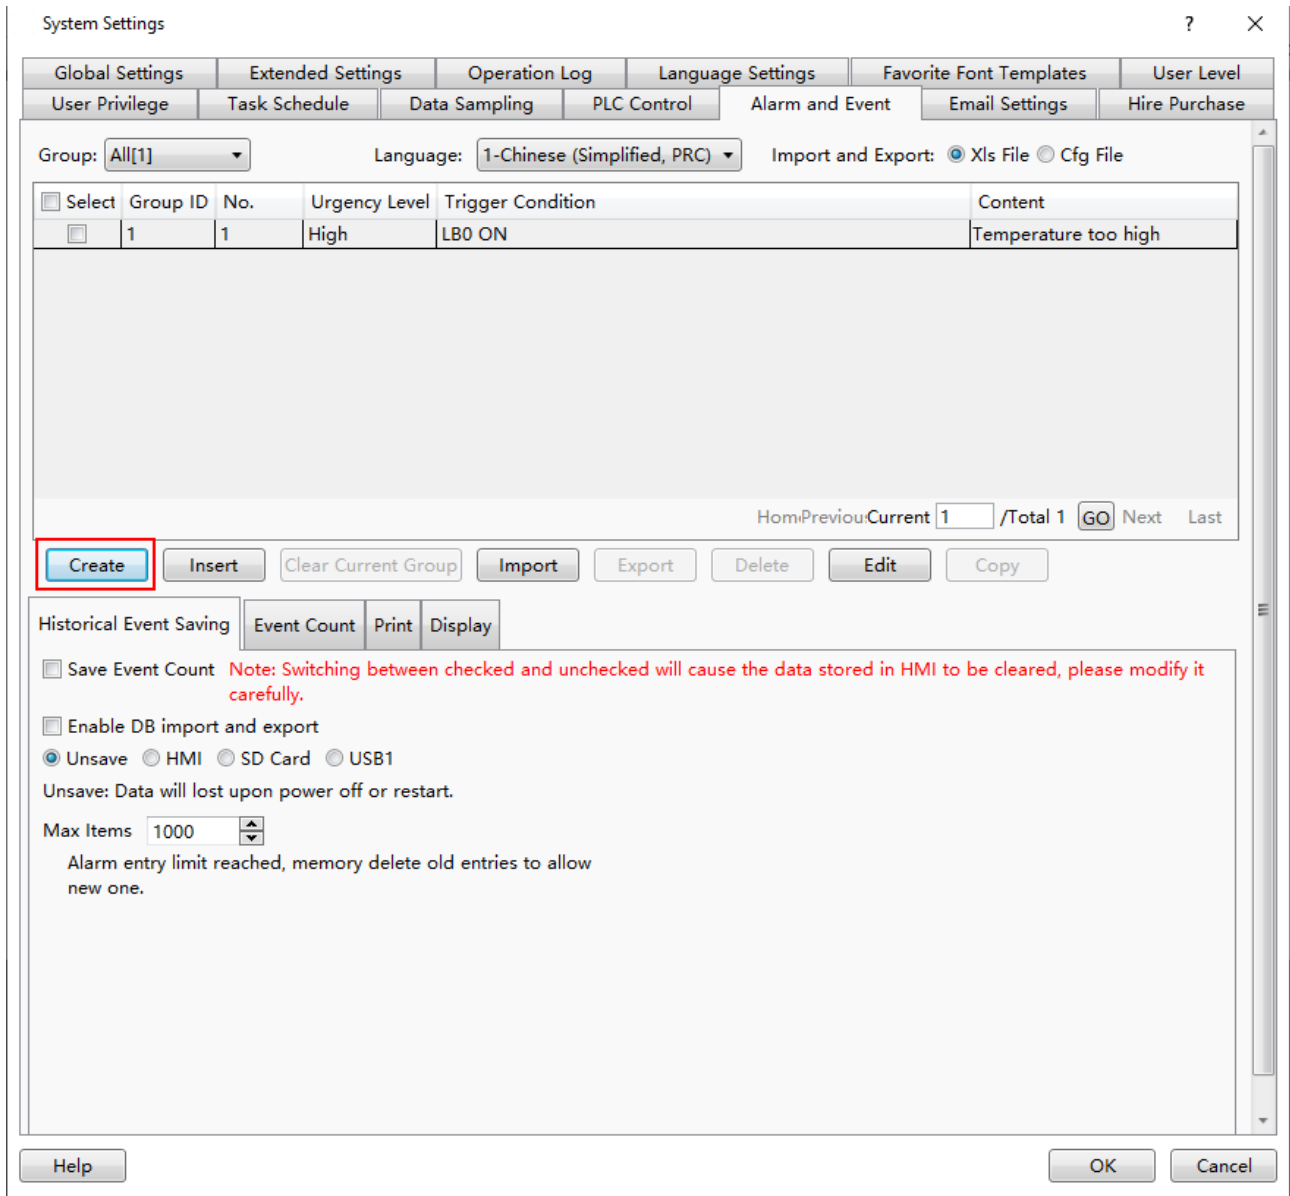 System Settings ?
Global Settings Extended Settings Operation Log Language Settings Favorite Font Templates User Level
User Privilege Task Schedule Data Sampling PLC Control Alarm and Event Email Settings Hire Purchase
Group: All[1] Language: 1-Chinese (Simplified, PRC) Import and Export: Xls File Cfg File
Select Group ID No. Urgency Level Trigger Condition Content
1 1 High LB0 ON Temperature too high
Hom Previou: Current 1 /Total 1 GO Next Last
Create Insert Clear Current Group Import Export Delete Edit Copy
Historical Event Saving Event Count Print Display
Save Event Count Note: Switching between checked and unchecked will cause the data stored in HMI to be cleared, please modify it
carefully.
Enable DB import and export
Unsave HMI SD Card USB1
Unsave: Data will lost upon power off or restart.
Max Items 1000
Alarm entry limit reached, memory delete old entries to allow
new one.
Help OK Cancel